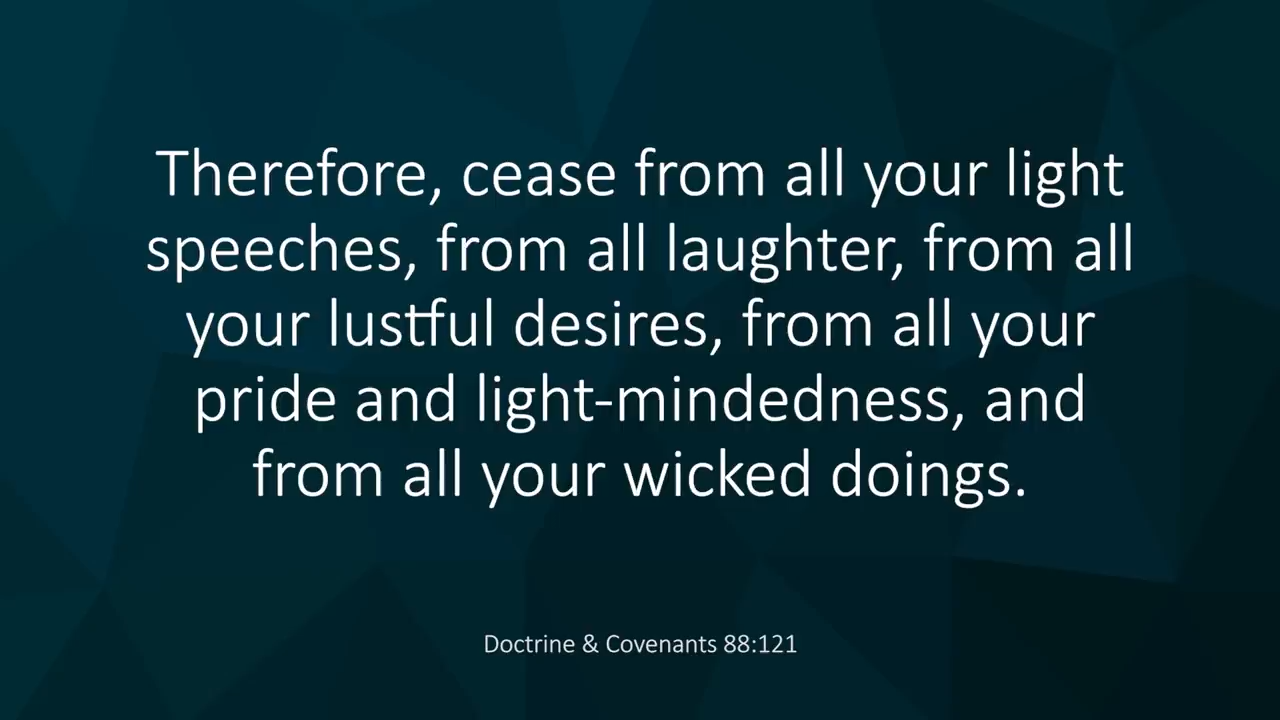 Therefore, cease from all your light
speeches, from all laughter, from all
your lustful desires, from all your
pride and light-mindedness, and
from all your wicked doings.
Doctrine & Covenants 88:121